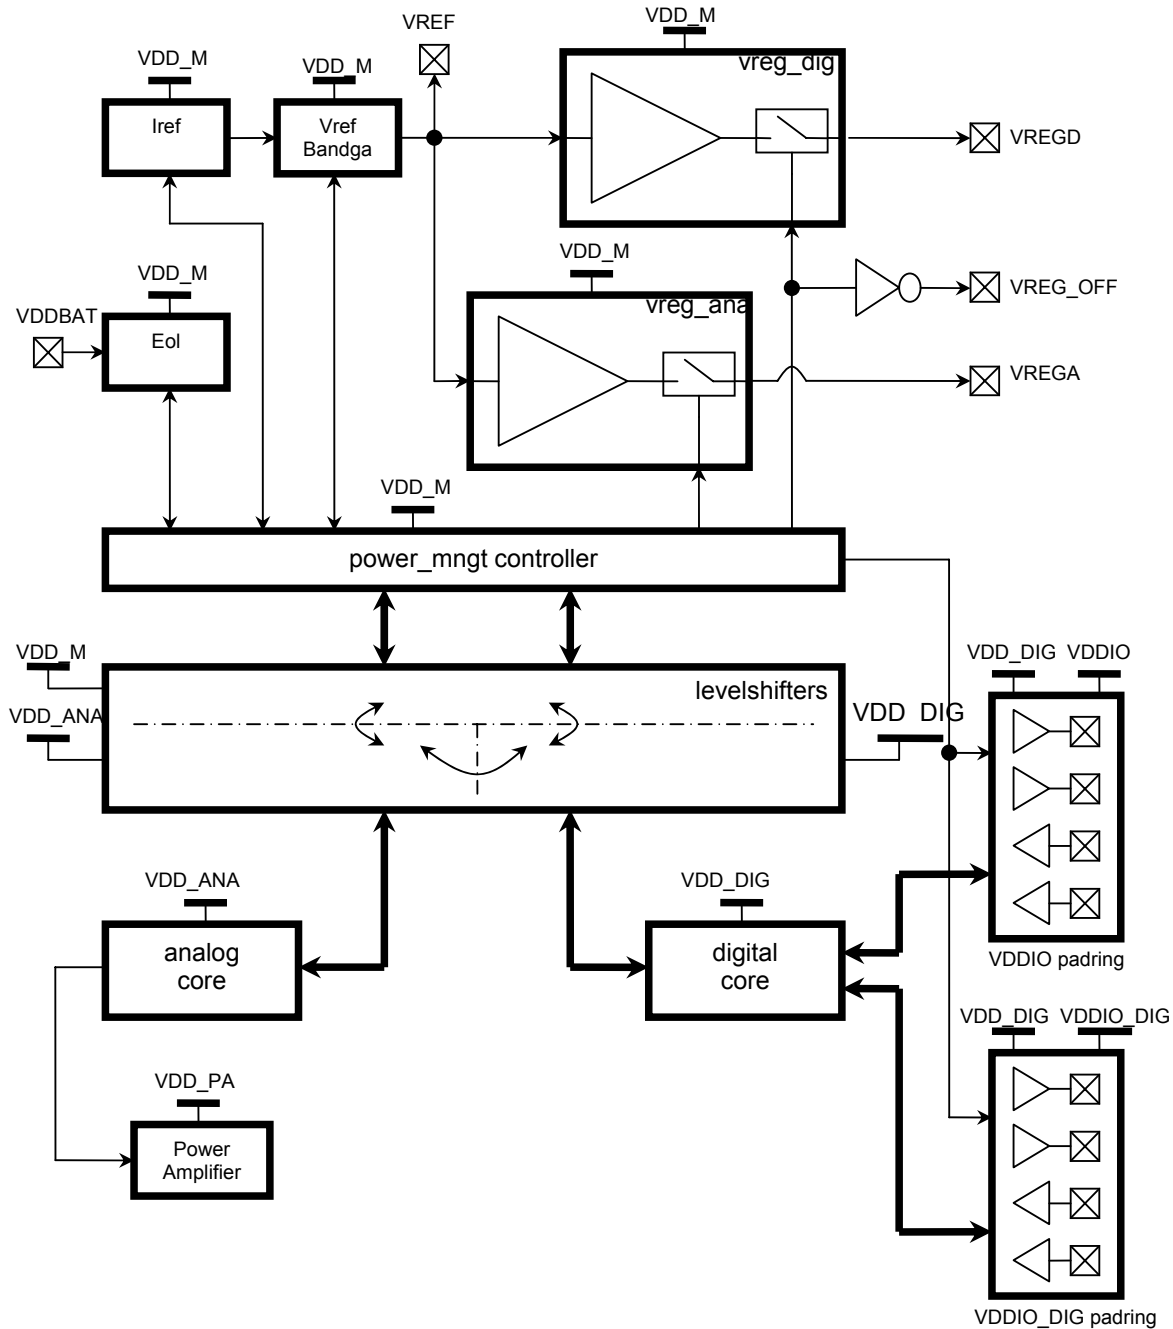 VREF
VDD_M
VDD_M
VDD_M
vreg_dig
Iref
Vref
Bandga
VREGD
VDD_M
VDD_M
VREG_OFF
VDDBAT
vreg_ana
Eol
VREGA
VDD_M
power_mngt controller
VDD_M
VDD_DIG
VDDIO
levelshifters
VDD_ANA
VDD_DIG
VDD_ANA
VDD_DIG
analog
core
digital
core
VDDIO padring
VDD_DIG
VDDIO_DIG
VDD_PA
Power
Amplifier
VDDIO_DIG padring